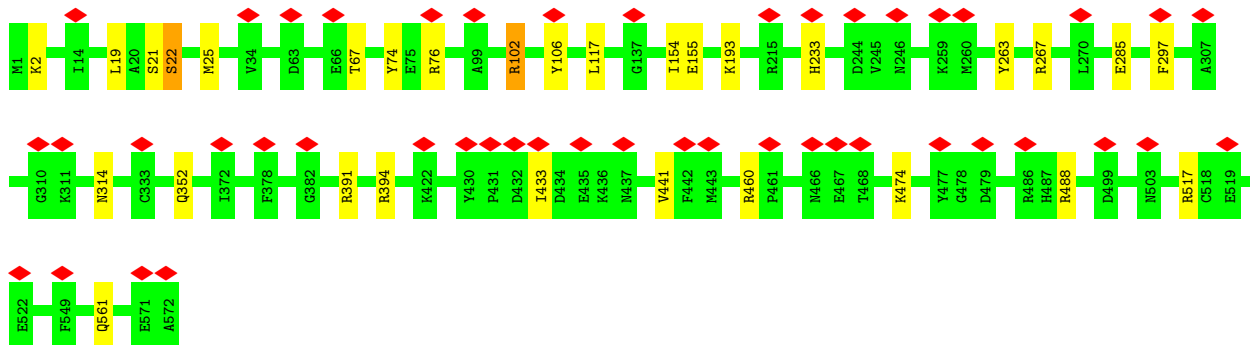 M1 K2 I14 L19 A20 S21 S22 M25 V34 D63 E66 T67 Y74 E75 R76 A99 R102 Y106 L117 G137 I154 E155 K193 R215 H233 D244 V245 N246 K259 M260 Y263 R267 L270 E285 F297 A307
G310 K311 N314 C333 Q352 I372 F378 G382 R391 R394 K422 Y430 P431 D432 I433 D434 E435 K436 N437 V441 F442 M443 R460 P461 N466 E467 T468 K474 Y477 G478 D479 R486 H487 R488 D499 N503 R517 C518 E519
E522 F549 Q561 E571 A572